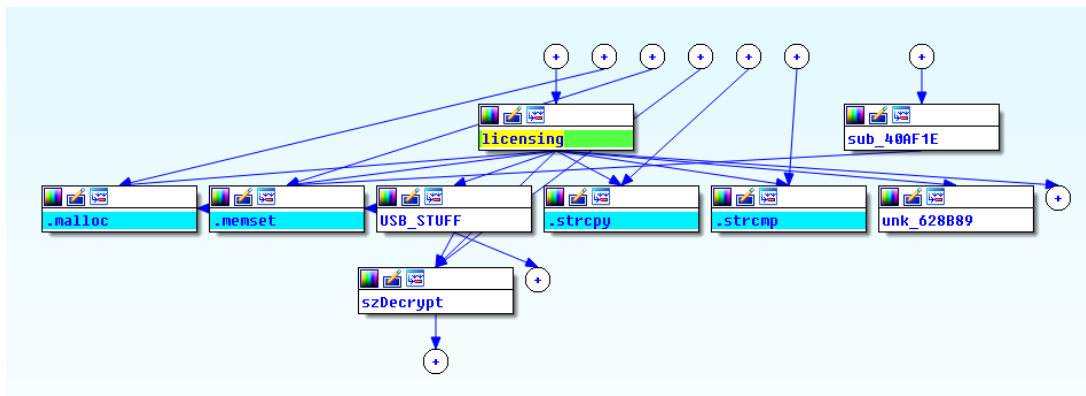 licensing
sub_40AF1E
.malloc
.memset
USB_STUFF
.strcpy
.strcmp
unk_628B89
szDecrypt